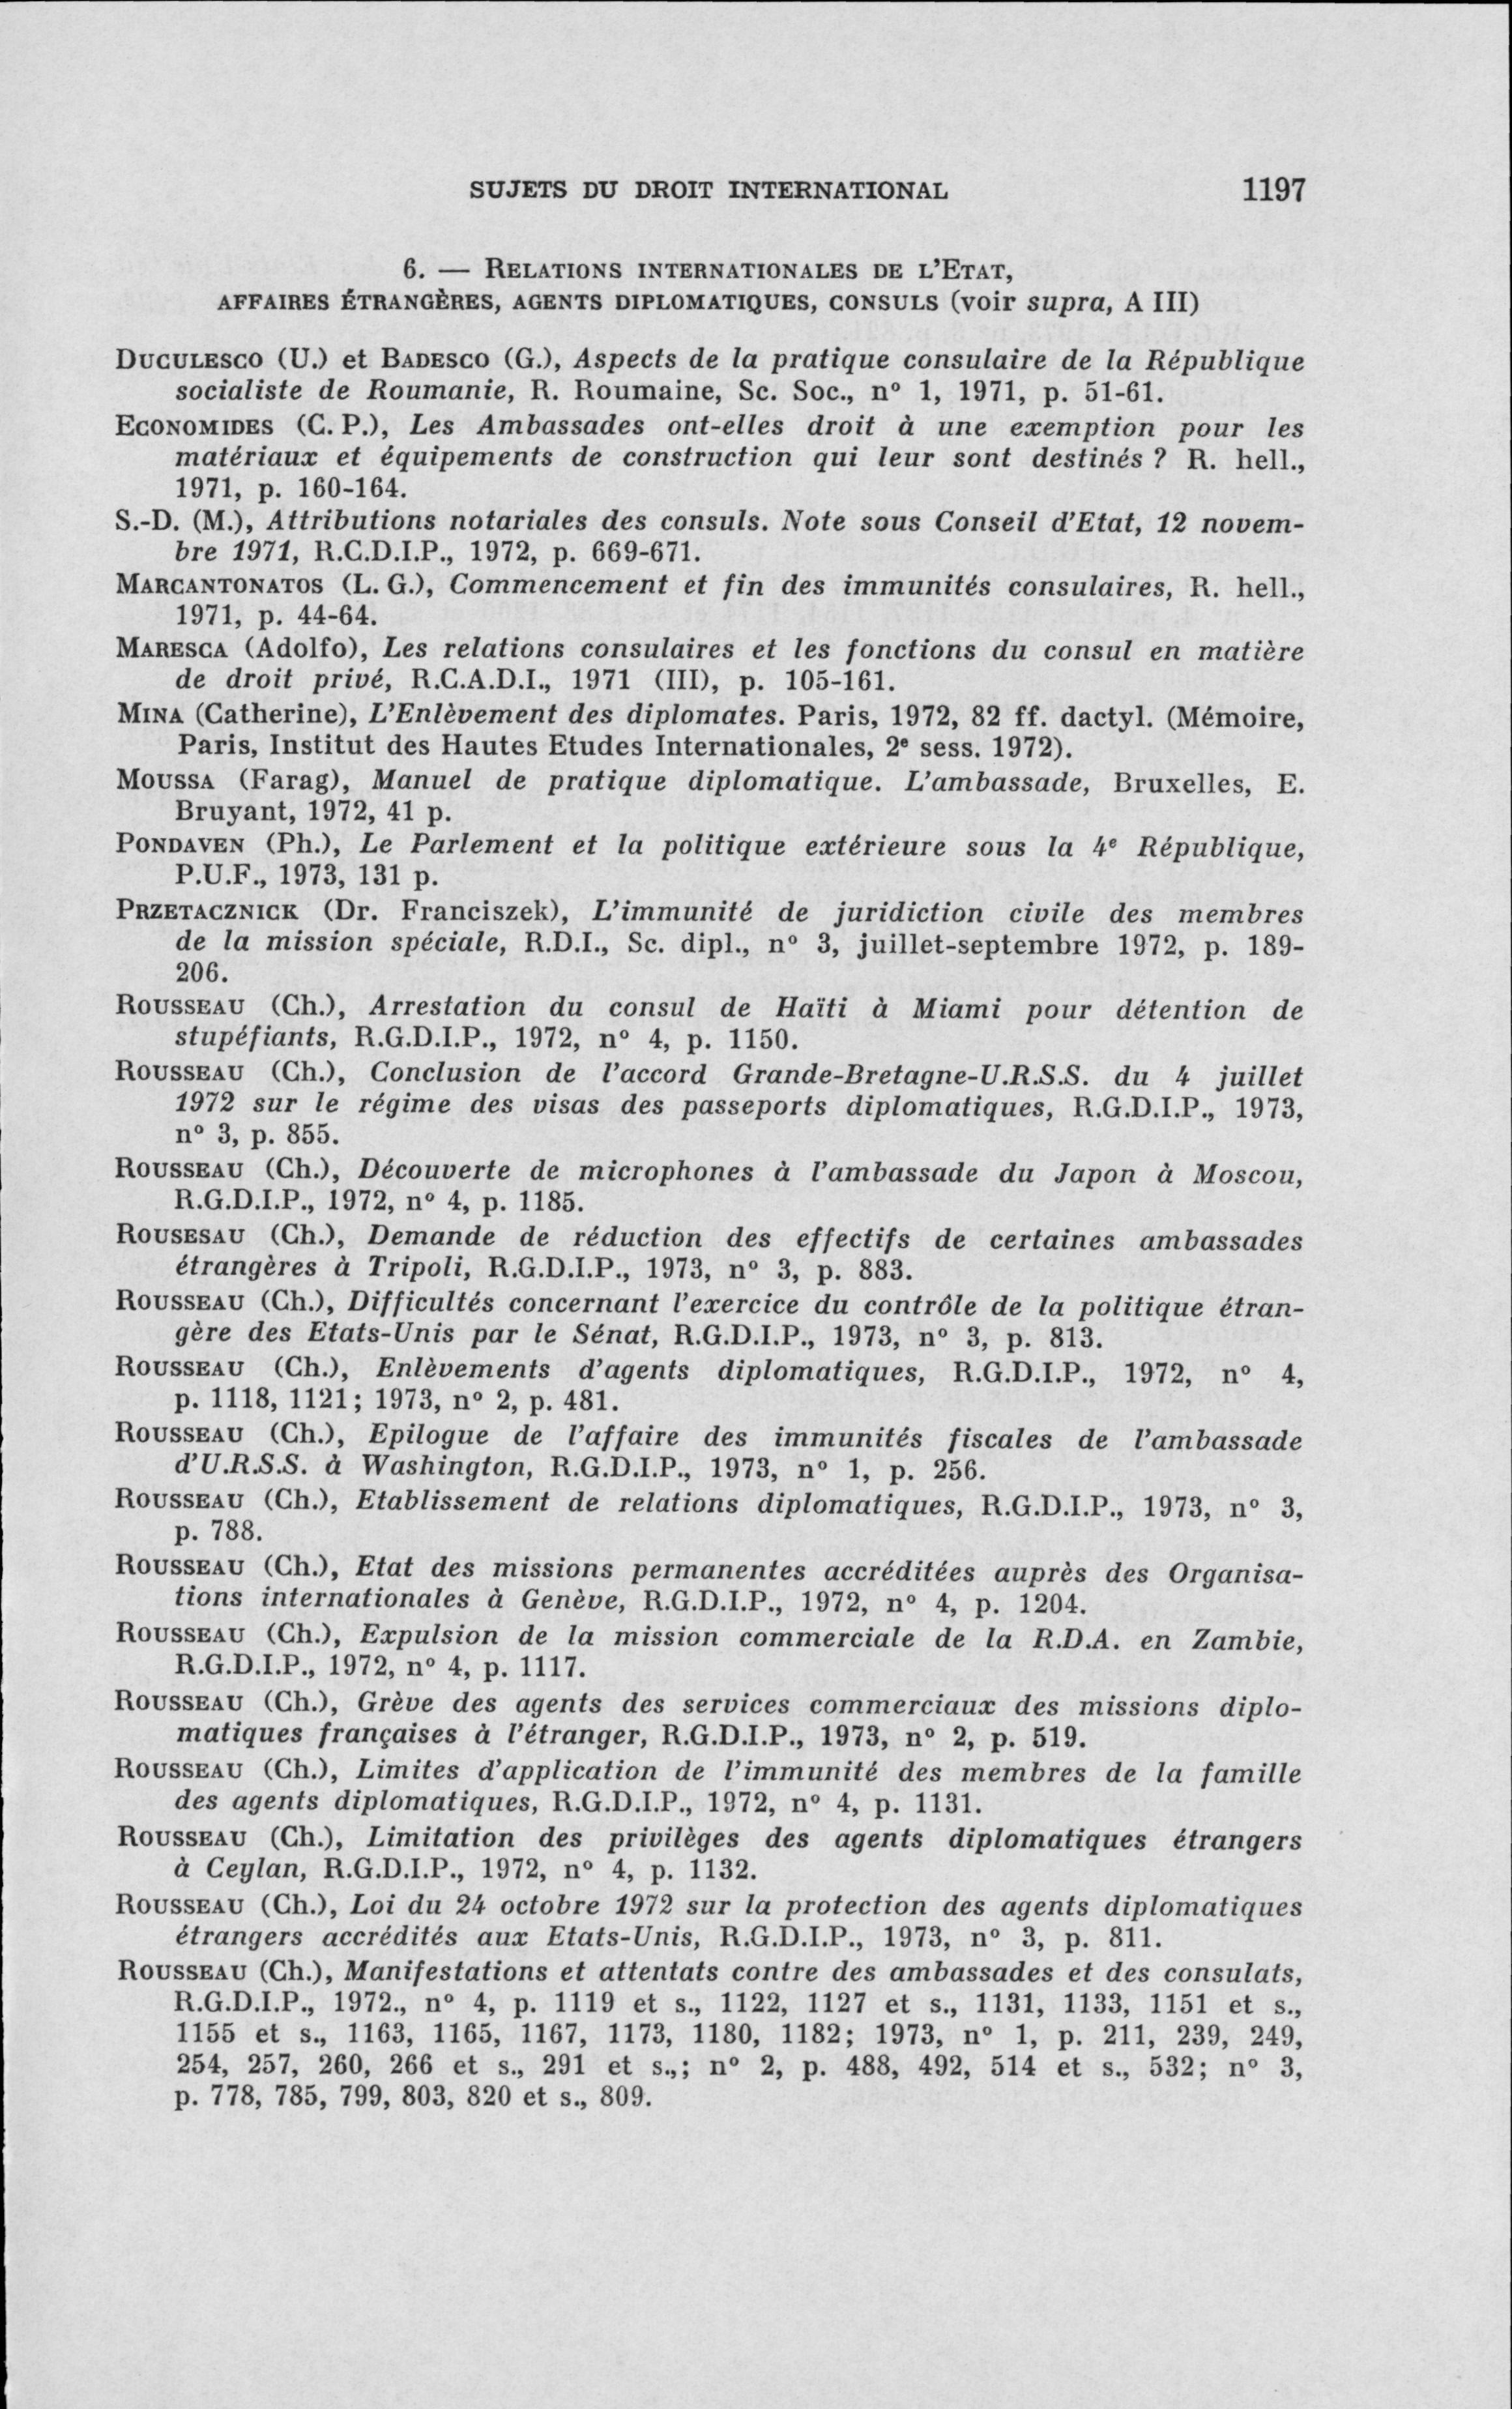 SUJETS DU DROIT INTERNATIONAL 1197
6. — RELATIONS INTERNATIONALES DE L'ETAT,
AFFAIRES ÉTRANGÈRES, AGENTS DIPLOMATIQUES, CONSULS (voir supra, A III)
DUCULESCO (U.) et BADESCO (G.), Aspects de la pratique consulaire de la République
socialiste de Roumanie, R. Roumaine, Sc. Soc., n° 1, 1971, p. 51-61.
ECONOMIDES (C. P.), Les Ambassades ont-elles droit à une exemption pour les
matériaux et équipements de construction qui leur sont destinés ? R. hell.,
1971, p. 160-164.
S.-D. (M.), Attributions notariales des consuls. Note sous Conseil d'Etat, 12 novem-
bre 1971, R.C.D.I.P., 1972, p. 669-671.
MARCANTONATOS (L. G.), Commencement et fin des immunités consulaires, R. hell.,
1971, p. 44-64.
MARESCA (Adolfo), Les relations consulaires et les fonctions du consul en matière
de droit privé, R.C.A.D.I., 1971 (III), p. 105-161.
MINA (Catherine), L'Enlèvement des diplomates. Paris, 1972, 82 ff. dactyl. (Mémoire,
Paris, Institut des Hautes Etudes Internationales, 2e sess. 1972).
MOUSSA (Farag), Manuel de pratique diplomatique. L'ambassade, Bruxelles, E.
Bruyant, 1972, 41 p.
PONDAVEN (Ph.), Le Parlement et la politique extérieure sous la 4e République,
P.U.F., 1973, 131 p.
PRZETACZNICK (Dr. Franciszek), L'immunité de juridiction civile des membres
de la mission spéciale, R.D.I., Sc. dipl., n° 3, juillet-septembre 1972, p. 189-
206.
ROUSSEAU (Ch.), Arrestation du consul de Haïti à Miami pour détention de
stupéfiants, R.G.D.I.P., 1972, n° 4, p. 1150.
ROUSSEAU (Ch.), Conclusion de l'accord Grande-Bretagne-U.R.S.S. du 4 juillet
1972 sur le régime des visas des passeports diplomatiques, R.G.D.I.P., 1973,
n° 3, p. 855.
ROUSSEAU (Ch.), Découverte de microphones à l'ambassade du Japon à Moscou,
R.G.D.I.P., 1972, n° 4, p. 1185.
ROUSESAU (Ch.), Demande de réduction des effectifs de certaines ambassades
étrangères à Tripoli, R.G.D.I.P., 1973, n° 3, p. 883.
ROUSSEAU (Ch.), Difficultés concernant l'exercice du contrôle de la politique étran-
gère des Etats-Unis par le Sénat, R.G.D.I.P., 1973, n° 3, p. 813.
ROUSSEAU (Ch.), Enlèvements d'agents diplomatiques, R.G.D.I.P., 1972, n° 4,
p. 1118, 1121; 1973, n° 2, p. 481.
ROUSSEAU (Ch.), Epilogue de l'affaire des immunités fiscales de l'ambassade
d'U.R.S.S. à Washington, R.G.D.I.P., 1973, n° 1, p. 256.
ROUSSEAU (Ch.), Etablissement de relations diplomatiques, R.G.D.I.P., 1973, n° 3,
p. 788.
ROUSSEAU (Ch.), Etat des missions permanentes accréditées auprès des Organisa-
tions internationales à Genève, R.G.D.I.P., 1972, n° 4, p. 1204.
ROUSSEAU (Ch.), Expulsion de la mission commerciale de la R.D.A. en Zambie,
R.G.D.I.P., 1972, n° 4, p. 1117.
ROUSSEAU (Ch.), Grève des agents des services commerciaux des missions diplo-
matiques françaises à l'étranger, R.G.D.I.P., 1973, n° 2, p. 519.
ROUSSEAU (Ch.), Limites d'application de l'immunité des membres de la famille
des agents diplomatiques, R.G.D.I.P., 1972, n° 4, p. 1131.
ROUSSEAU (Ch.), Limitation des privilèges des agents diplomatiques étrangers
à Ceylan, R.G.D.I.P., 1972, n° 4, p. 1132.
ROUSSEAU (Ch.), Loi du 24 octobre 1972 sur la protection des agents diplomatiques
étrangers accrédités aux Etats-Unis, R.G.D.I.P., 1973, n° 3, p. 811.
ROUSSEAU (Ch.), Manifestations et attentats contre des ambassades et des consulats,
R.G.D.I.P., 1972., n° 4, p. 1119 et s., 1122, 1127 et s., 1131, 1133, 1151 et s.,
1155 et s., 1163, 1165, 1167, 1173, 1180, 1182; 1973, n° 1, p. 211, 239, 249,
254, 257, 260, 266 et s., 291 et s.,; n° 2, p. 488, 492, 514 et s., 532; n° 3,
p. 778, 785, 799, 803, 820 et s., 809.